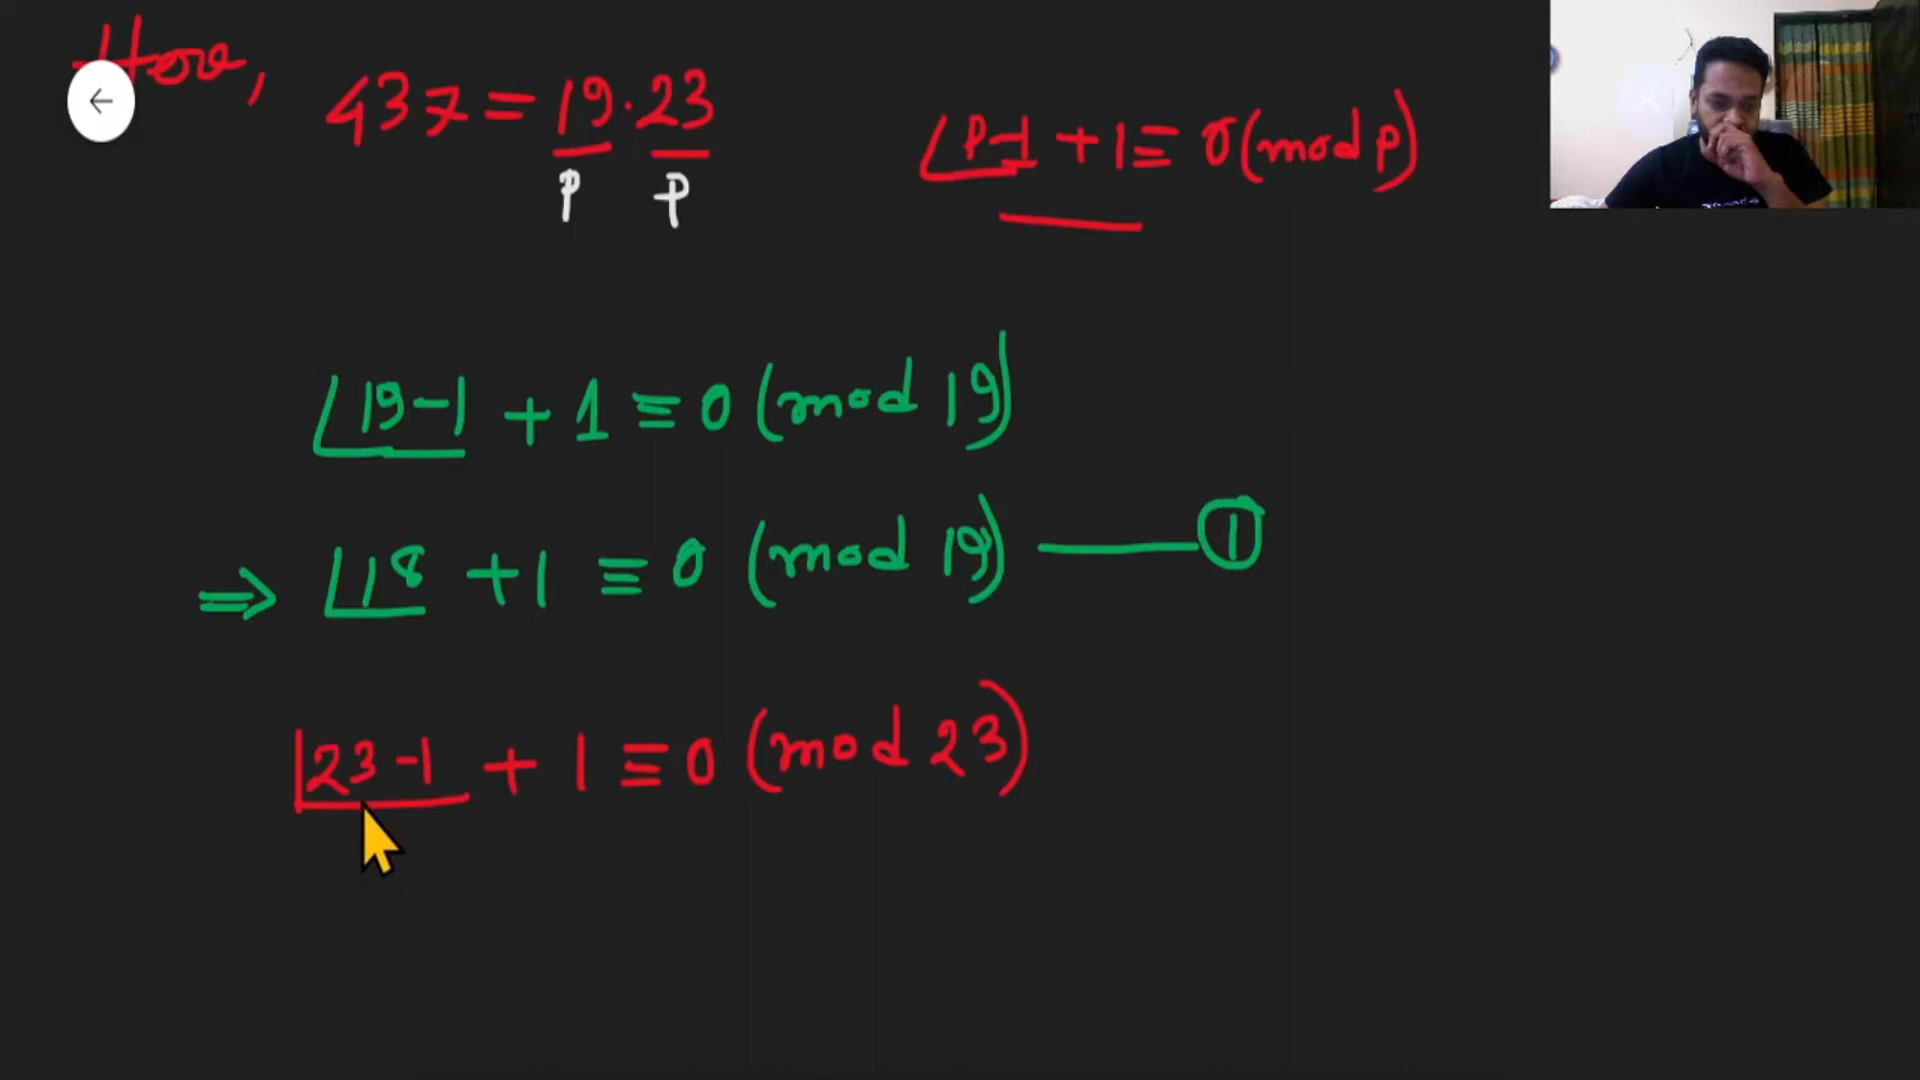 Here,
437 = 19·23
P P
∟P-1 + 1 ≡ 0 (mod P)
∟19-1 + 1 ≡ 0 (mod 19)
⇒ ∟18 + 1 ≡ 0 (mod 19) —— ①
∟23-1 + 1 ≡ 0 (mod 23)